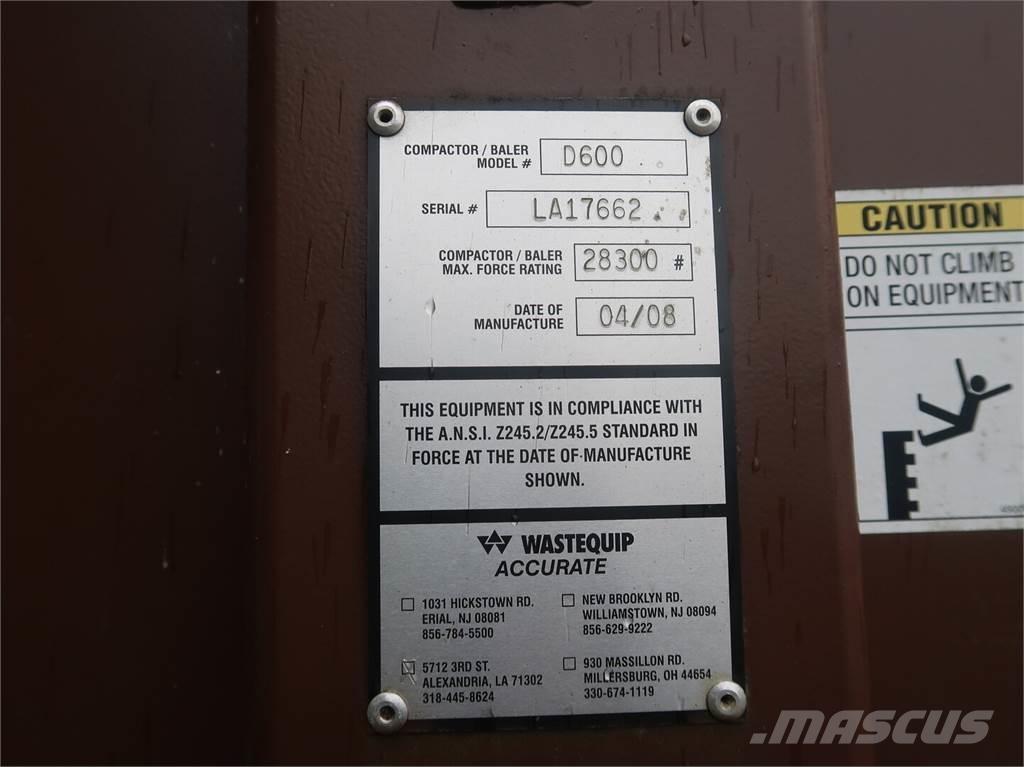 COMPACTOR / BALER
MODEL # D600
SERIAL # LA17662
COMPACTOR / BALER
MAX. FORCE RATING 28300 #
DATE OF
MANUFACTURE 04/08
THIS EQUIPMENT IS IN COMPLIANCE WITH
THE A.N.S.I. Z245.2/Z245.5 STANDARD IN
FORCE AT THE DATE OF MANUFACTURE
SHOWN.
WASTEQUIP
ACCURATE
1031 HICKSTOWN RD.
ERIAL, NJ 08081
856-784-5500
NEW BROOKLYN RD.
WILLIAMSTOWN, NJ 08094
856-629-9222
5712 3RD ST.
ALEXANDRIA, LA 71302
318-445-8624
930 MASSILLON RD.
MILLERSBURG, OH 44654
330-674-1119
CAUTION
DO NOT CLIMB
ON EQUIPMENT
MASCUS